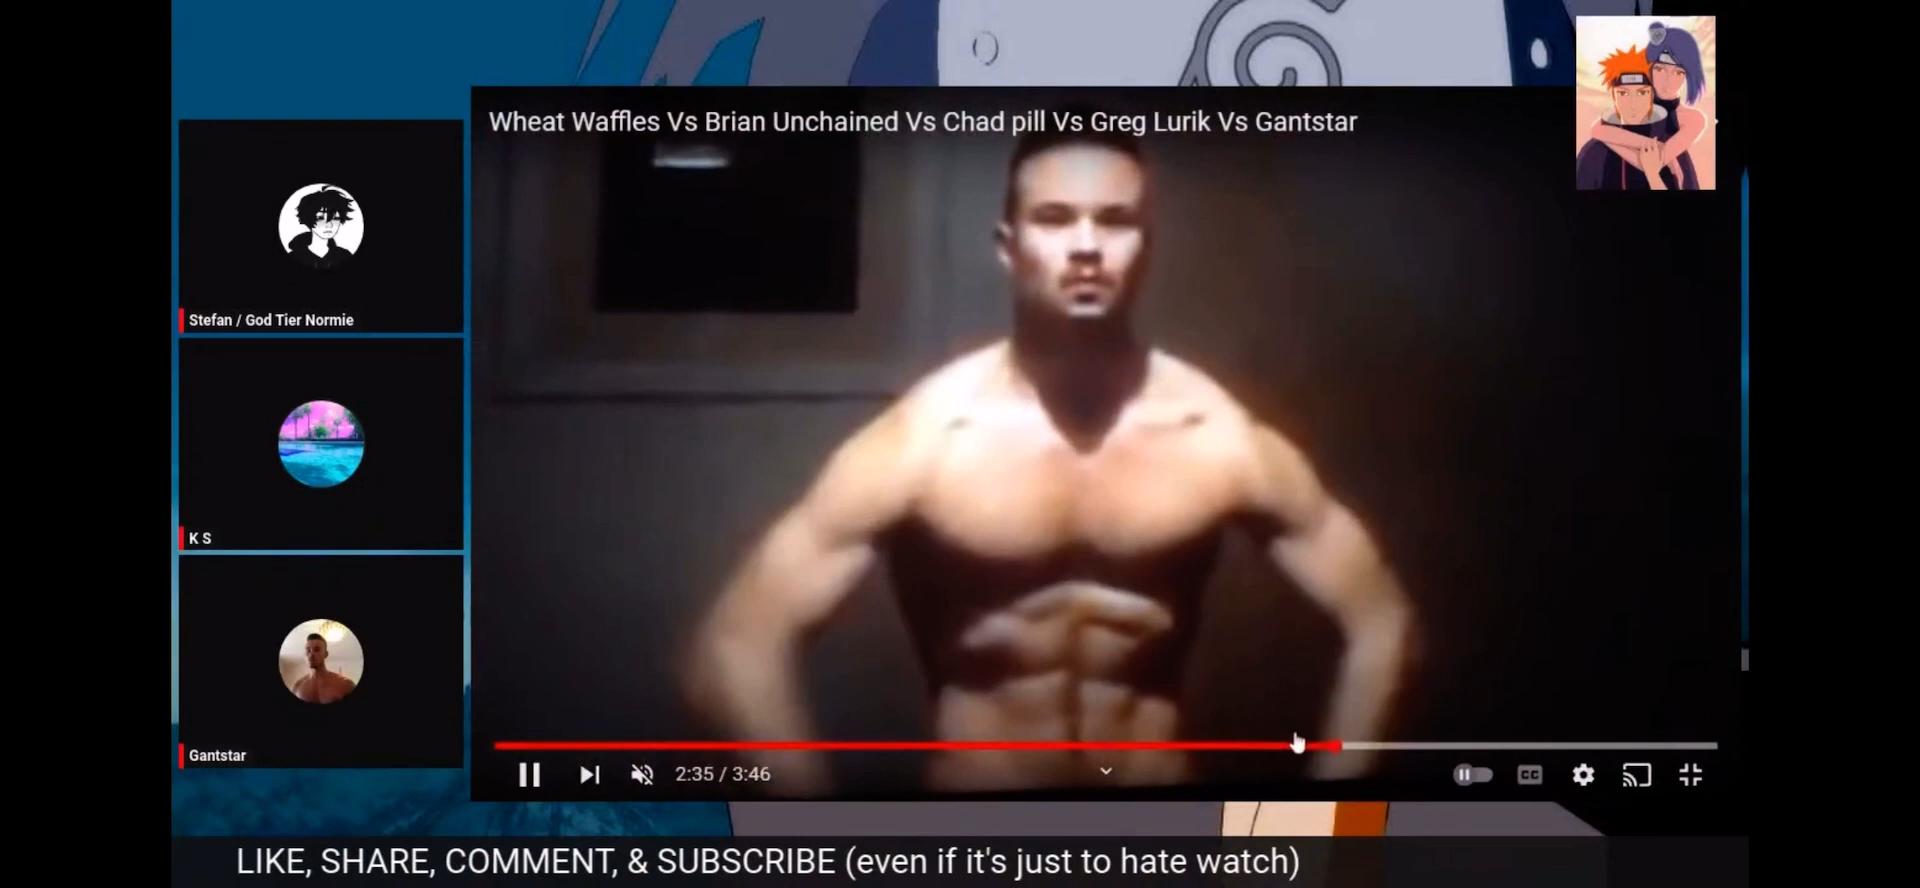 Wheat Waffles Vs Brian Unchained Vs Chad pill Vs Greg Lurik Vs Gantstar
Stefan / God Tier Normie
K S
Gantstar
2:35 / 3:46
CC
LIKE, SHARE, COMMENT, & SUBSCRIBE (even if it's just to hate watch)